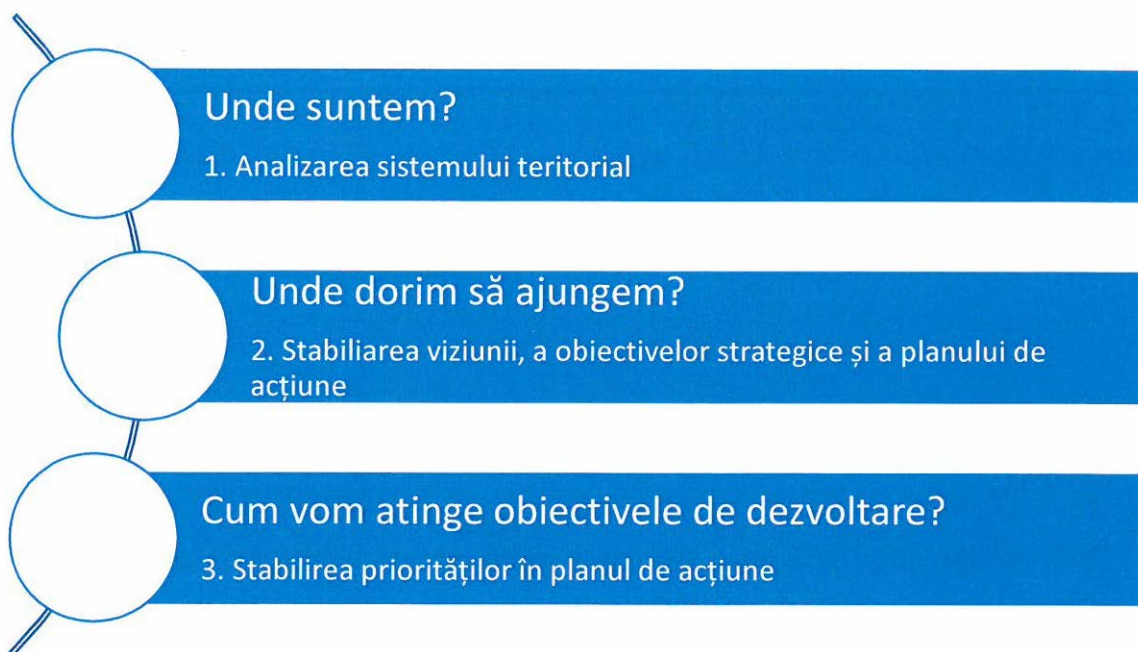 Unde suntem?
1. Analizarea sistemului teritorial
Unde dorim să ajungem?
2. Stabiliarea viziunii, a obiectivelor strategice și a planului de
acțiune
Cum vom atinge obiectivele de dezvoltare?
3. Stabilirea priorităților în planul de acțiune